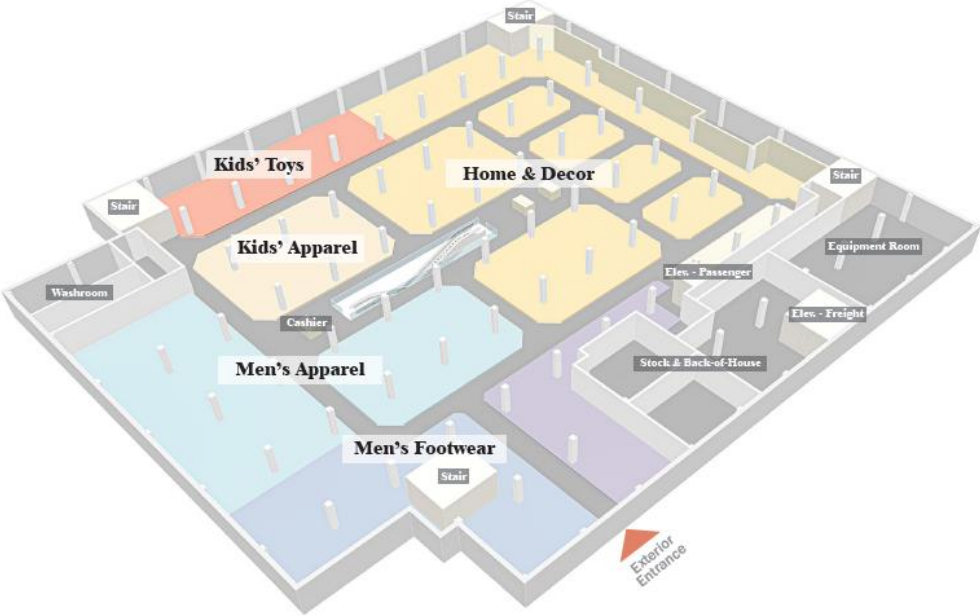 Stair
Kids' Toys
Home & Decor
Stair
Stair
Kids' Apparel
Equipment Room
Elev. - Passenger
Washroom
Elev. - Freight
Cashier
Stock & Back-of-House
Men's Apparel
Men's Footwear
Stair
Exterior
Entrance